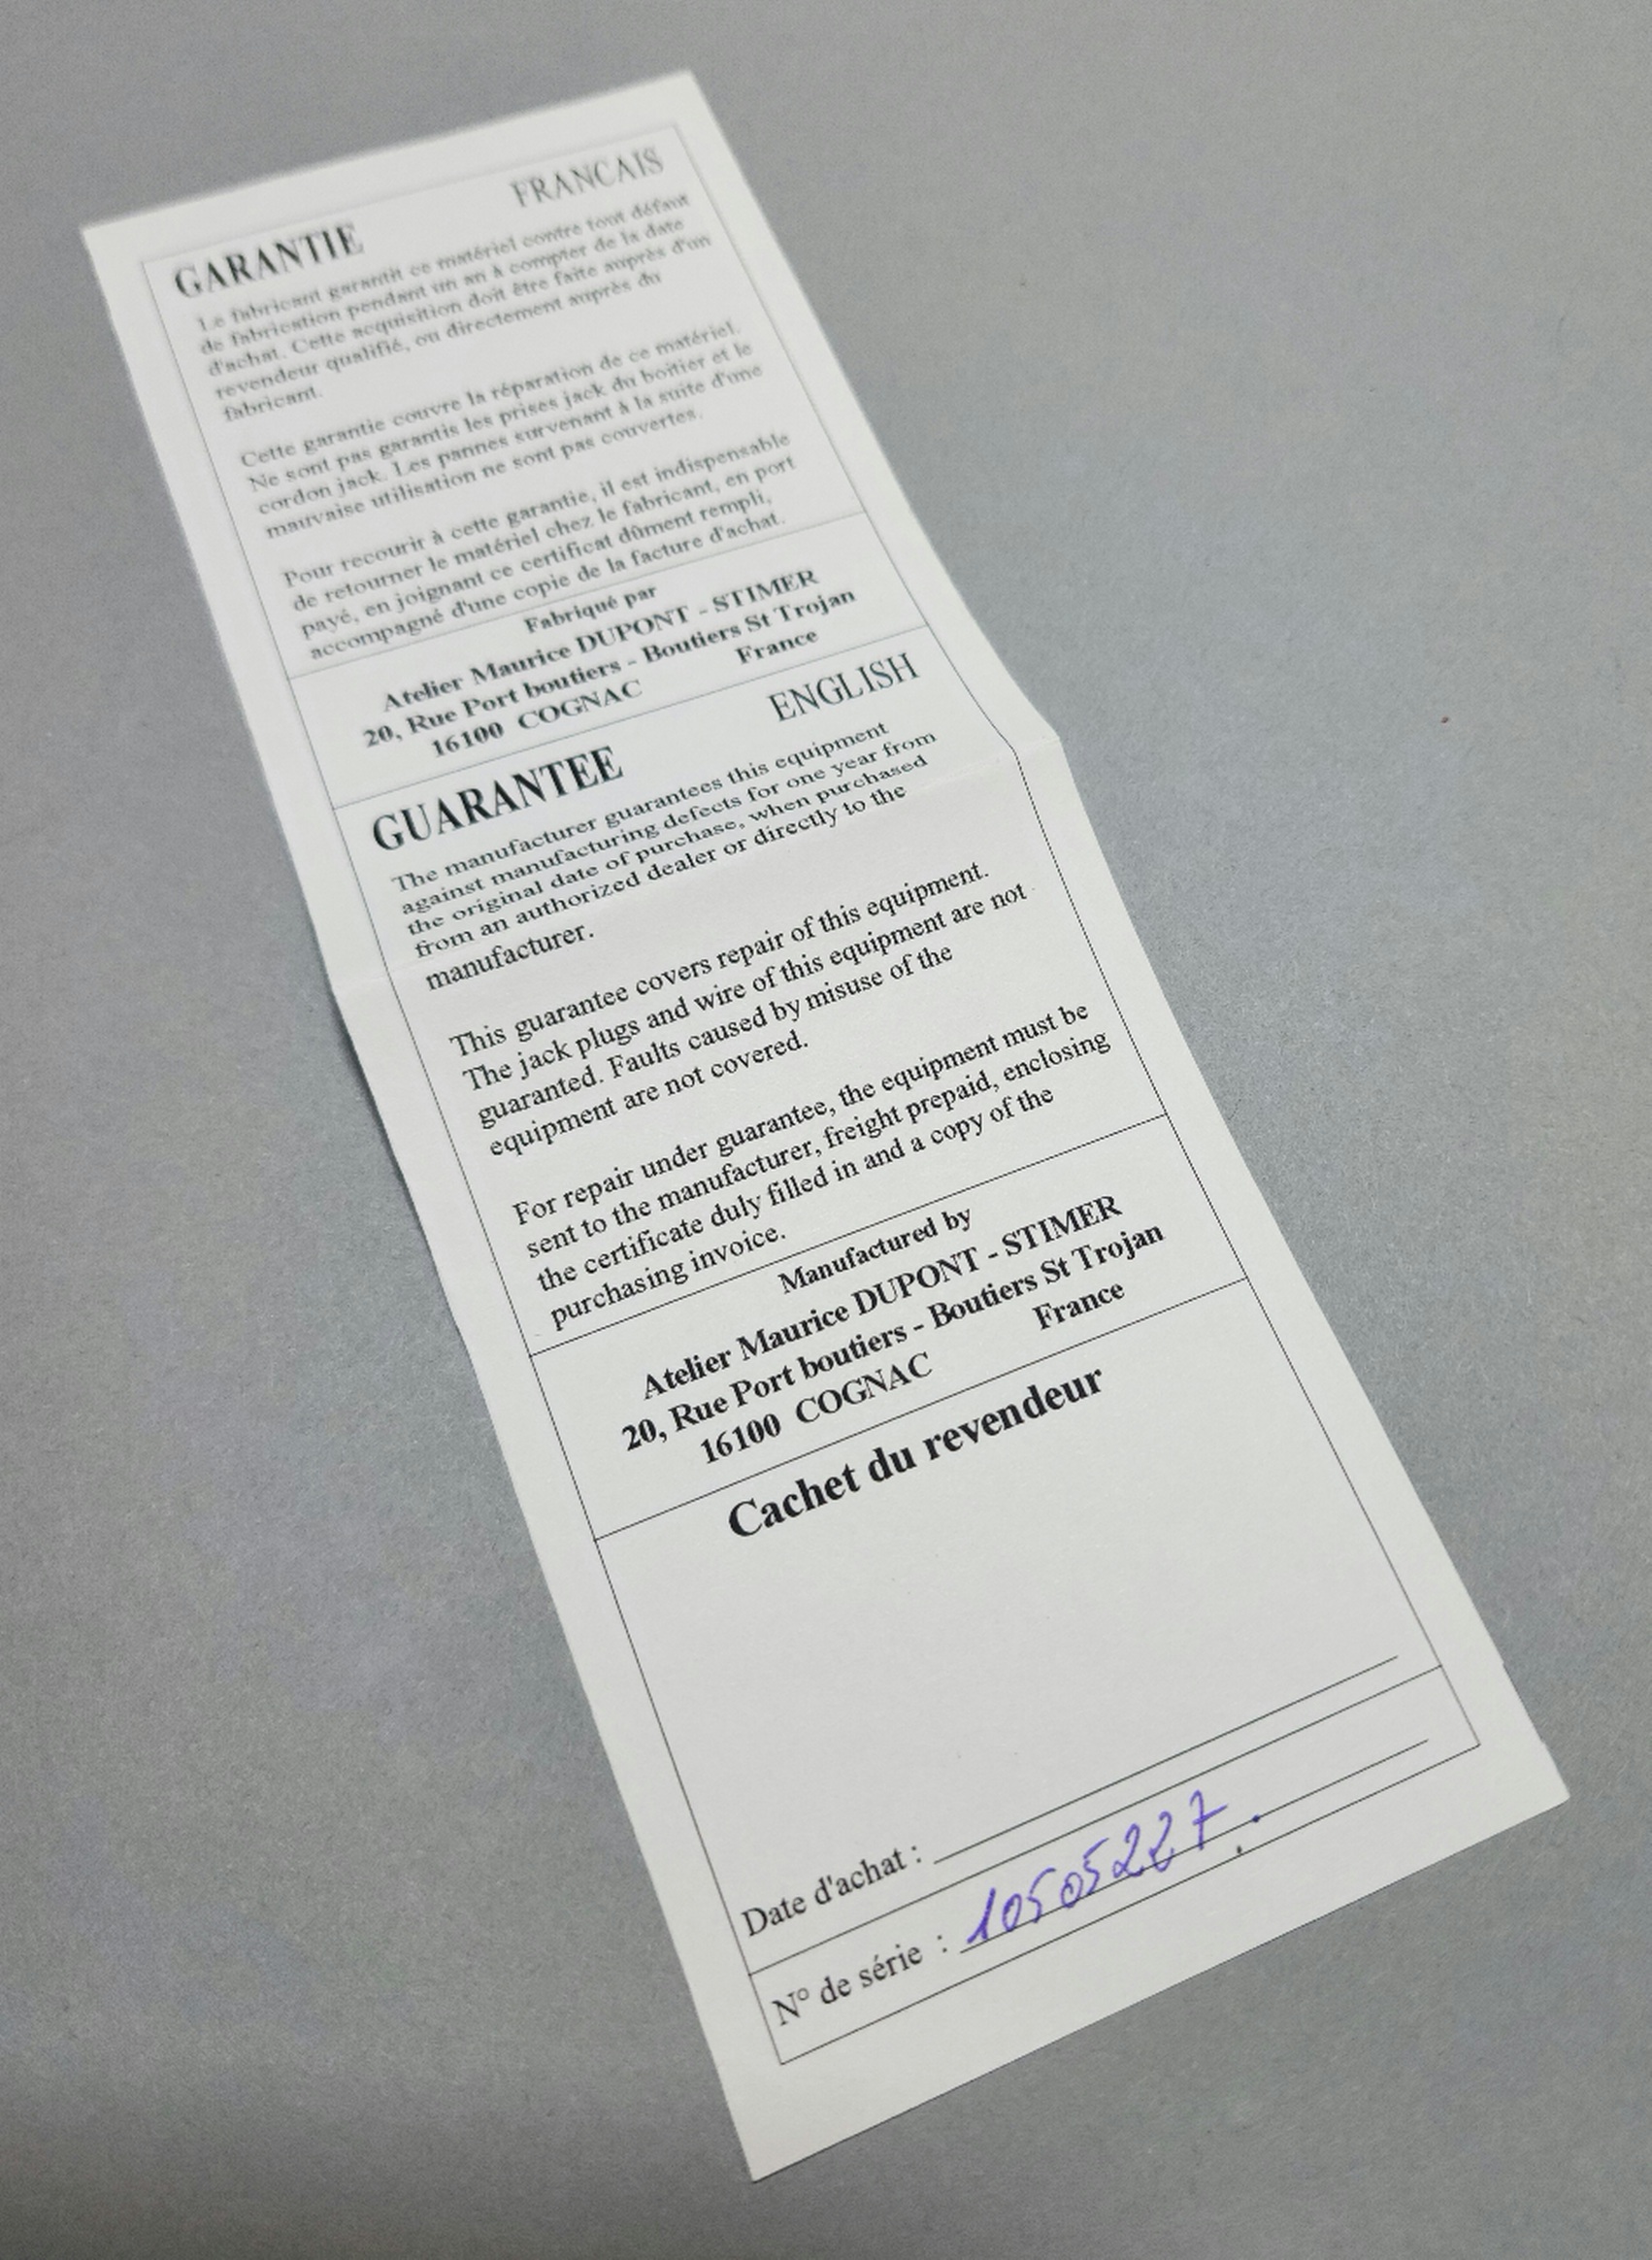 GARANTIE FRANCAIS
Le fabricant garantit ce matériel contre tout défaut
de fabrication pendant un an à compter de la date
d'achat. Cette acquisition doit être faite auprès d'un
revendeur qualifié, ou directement auprès du
fabricant.
Cette garantie couvre la réparation de ce matériel.
Ne sont pas garantis les prises jack du boîtier et le
cordon jack. Les pannes survenant à la suite d'une
mauvaise utilisation ne sont pas couvertes.
Pour recourir à cette garantie, il est indispensable
de retourner le matériel chez le fabricant, en port
payé, en joignant ce certificat dûment rempli,
accompagné d'une copie de la facture d'achat.
Fabriqué par
Atelier Maurice DUPONT - STIMER
20, Rue Port boutiers - Boutiers St Trojan
16100 COGNAC France
GUARANTEE ENGLISH
The manufacturer guarantees this equipment
against manufacturing defects for one year from
the original date of purchase, when purchased
from an authorized dealer or directly to the
manufacturer.
This guarantee covers repair of this equipment.
The jack plugs and wire of this equipment are not
guaranted. Faults caused by misuse of the
equipment are not covered.
For repair under guarantee, the equipment must be
sent to the manufacturer, freight prepaid, enclosing
the certificate duly filled in and a copy of the
purchasing invoice.
Manufactured by
Atelier Maurice DUPONT - STIMER
20, Rue Port boutiers - Boutiers St Trojan
16100 COGNAC France
Cachet du revendeur
Date d'achat :
N° de série : 10505227.